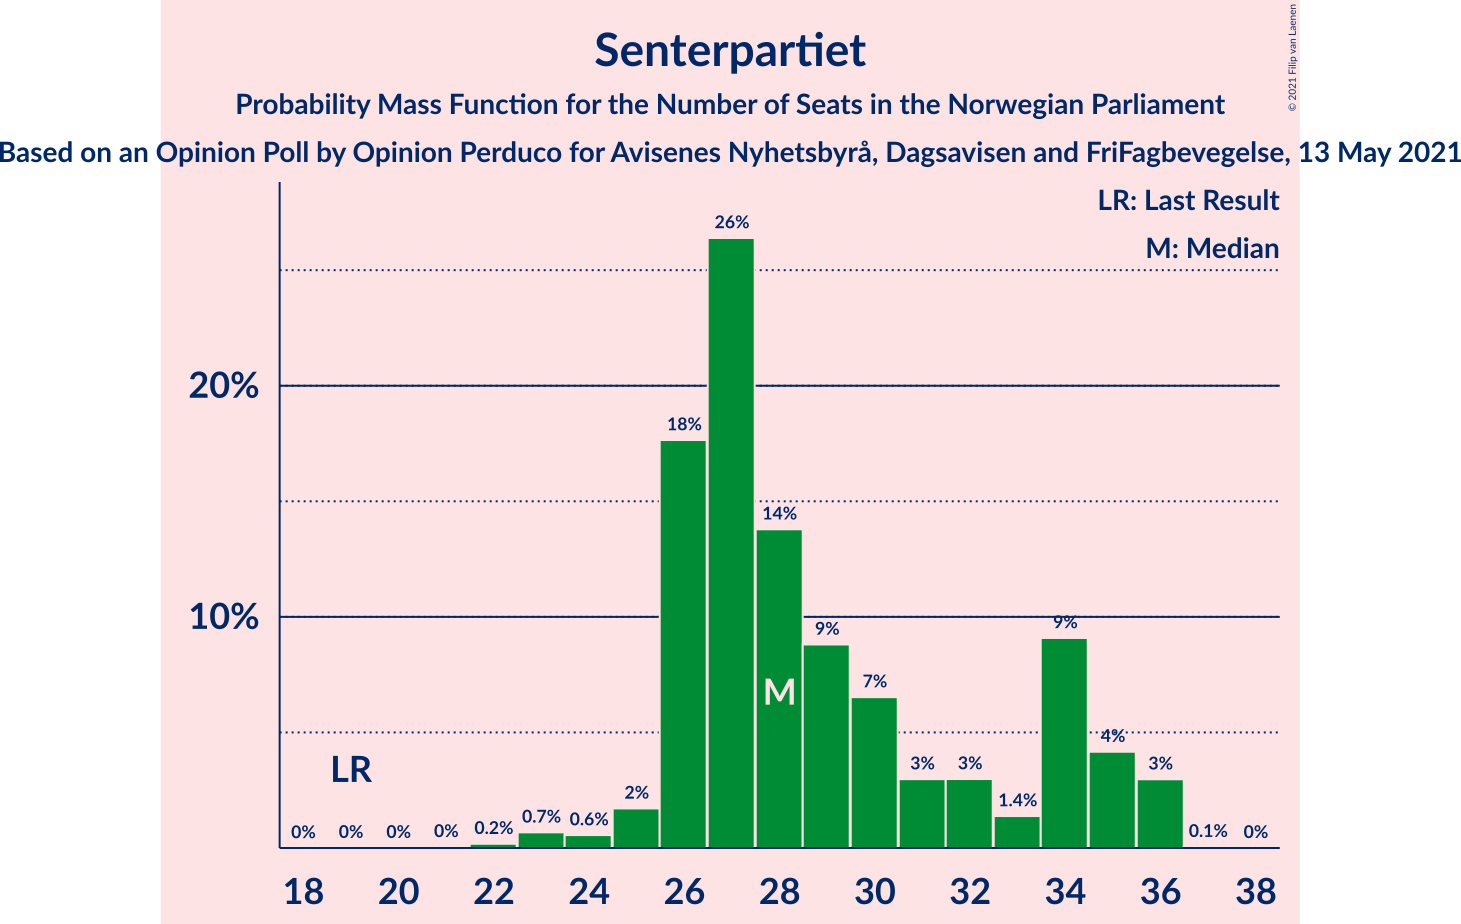 Senterpartiet
Probability Mass Function for the Number of Seats in the Norwegian Parliament
Based on an Opinion Poll by Opinion Perduco for Avisenes Nyhetsbyrå, Dagsavisen and FriFagbevegelse, 13 May 2021
© 2021 Filip van Laenen
LR: Last Result
M: Median
20%
10%
LR
M
0%
0%
0%
0%
0.2%
0.7%
0.6%
2%
18%
26%
14%
9%
7%
3%
3%
1.4%
9%
4%
3%
0.1%
0%
18 20 22 24 26 28 30 32 34 36 38